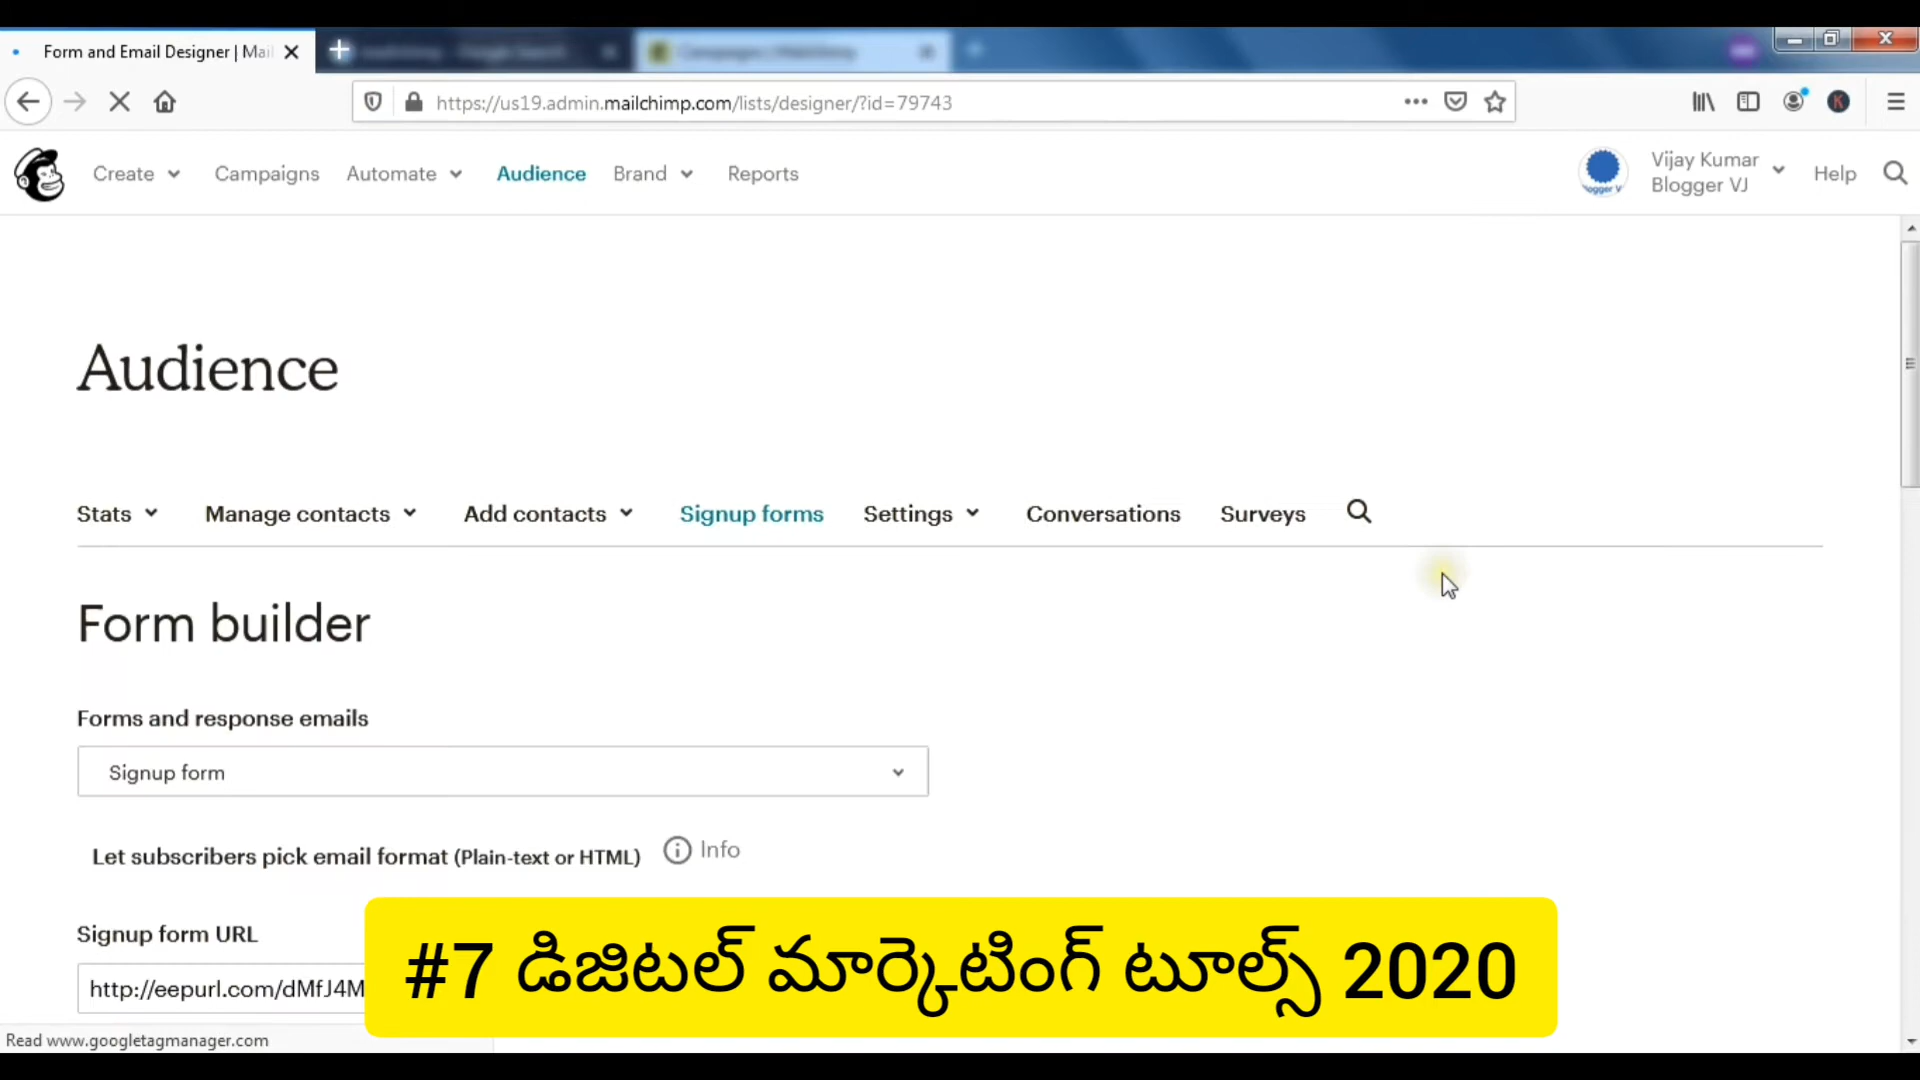 Form and Email Designer | Mail
https://us19.admin.mailchimp.com/lists/designer/?id=79743
Create Campaigns Automate Audience Brand Reports
Vijay Kumar
Blogger VJ
Help
Audience
Stats Manage contacts Add contacts Signup forms Settings Conversations Surveys
Form builder
Forms and response emails
Signup form
Let subscribers pick email format (Plain-text or HTML) Info
Signup form URL
http://eepurl.com/dMfJ4M
#7 డిజిటల్ మార్కెటింగ్ టూల్స్ 2020
Read www.googletagmanager.com